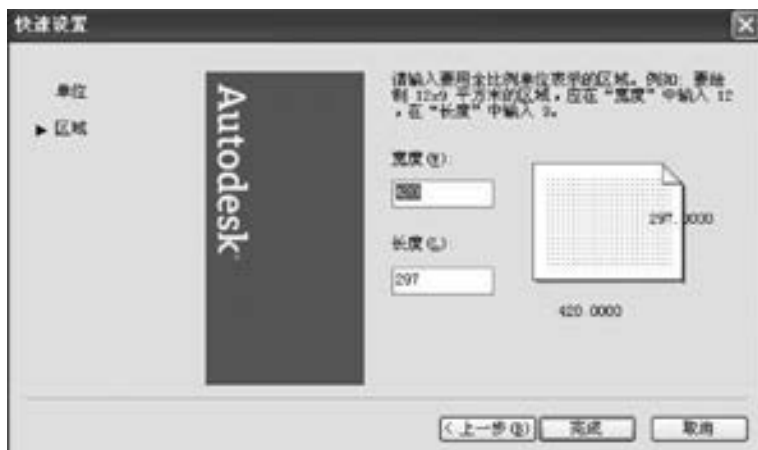 快速设置
单位
▶ 区域
Autodesk
请输入要用全比例单位表示的区域。例如: 要绘
制 12x9 平方米的区域,应在“宽度”中输入 12
,在“长度”中输入 9。
宽度(W):
长度(L):
297
297.0000
420.0000
< 上一步(B)
完成
取消